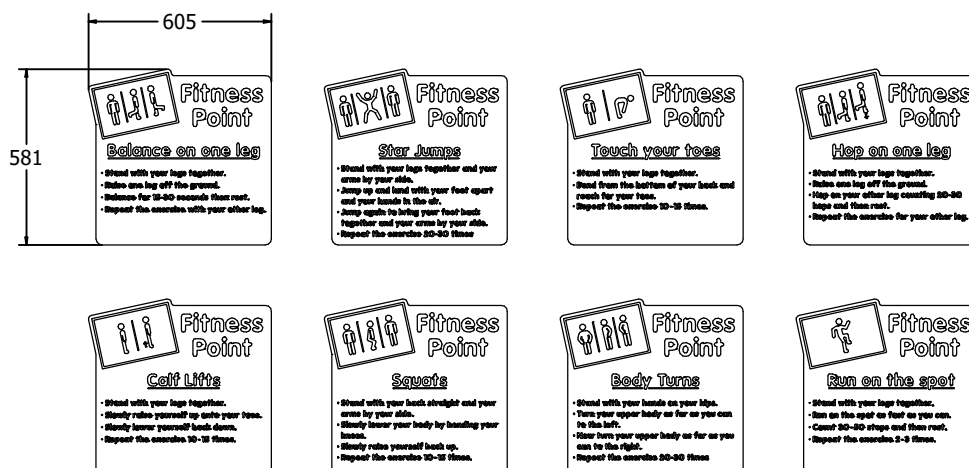 605
581
Fitness
Point
Balance on one leg
• Stand with your legs together.
• Raise one leg off the ground.
• Balance for 15-30 seconds then rest.
• Repeat the exercise with your other leg.
Fitness
Point
Star Jumps
• Stand with your legs together and your
arms by your side.
• Jump up and land with your feet apart
and your hands in the air.
• Jump again to bring your feet back
together and your arms by your side.
• Repeat the exercise 20-30 times
Fitness
Point
Touch your toes
• Stand with your legs together.
• Bend from the bottom of your back and
reach for your toes.
• Repeat the exercise 10-15 times.
Fitness
Point
Hop on one leg
• Stand with your legs together.
• Raise one leg off the ground.
• Hop on your other leg counting 20-30
hops and then rest.
• Repeat the exercise for your other leg.
Fitness
Point
Calf Lifts
• Stand with your legs together.
• Slowly raise yourself up onto your toes.
• Slowly lower yourself back down.
• Repeat the exercise 10-15 times.
Fitness
Point
Squats
• Stand with your back straight and your
arms by your side.
• Slowly lower your body by bending your
knees.
• Slowly raise yourself back up.
• Repeat the exercise 10-15 times.
Fitness
Point
Body Turns
• Stand with your hands on your hips.
• Turn your upper body as far as you can
to the left.
• Now turn your upper body as far as you
can to the right.
• Repeat the exercise 20-30 times
Fitness
Point
Run on the spot
• Stand with your legs together.
• Run on the spot as fast as you can.
• Count 20-30 steps and then rest.
• Repeat the exercise 2-3 times.